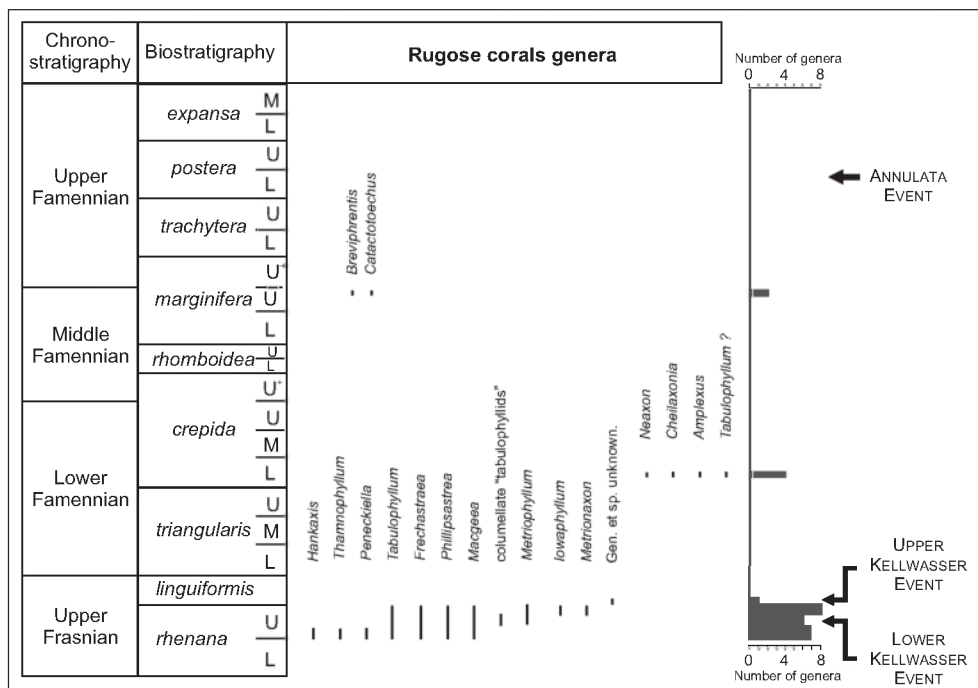 Chrono-
stratigraphy
Biostratigraphy
Rugose corals genera
Number of genera
0 4 8
Upper
Famennian
Middle
Famennian
Lower
Famennian
Upper
Frasnian
expansa
M
L
postera
U
L
trachytera
U
L
marginifera
U+
U
L
rhomboidea
U
L
crepida
U+
U
M
L
triangularis
U
M
L
linguiformis
rhenana
U
L
Breviphrentis
Catactotoechus
Hankaxis
Thamnophyllum
Peneckiella
Tabulophyllum
Frechastraea
Phillipsastrea
Macgeea
columellate "tabulophyllids"
Metriophyllum
Iowaphyllum
Metrionaxon
Gen. et sp. unknown.
Neaxon
Cheilaxonia
Amplexus
Tabulophyllum ?
ANNULATA
EVENT
UPPER
KELLWASSER
EVENT
LOWER
KELLWASSER
EVENT
0 4 8
Number of genera